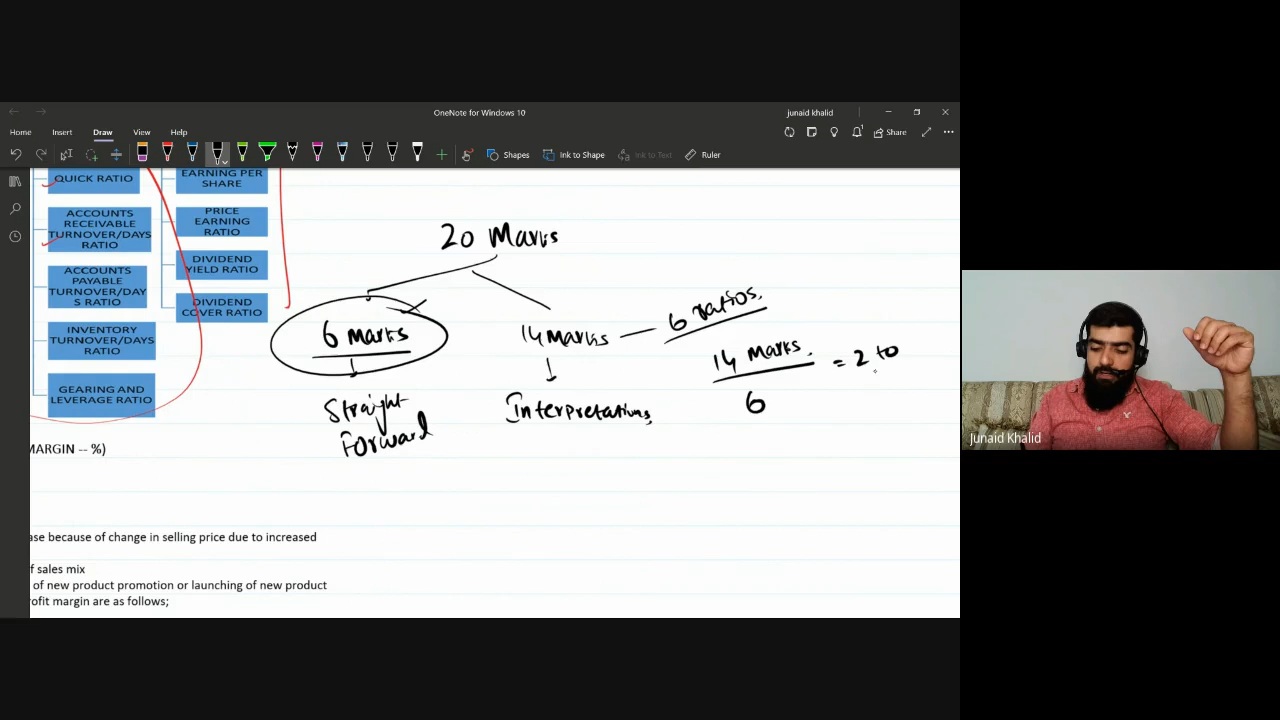 OneNote for Windows 10
junaid khalid
Home Insert Draw View Help
Share
Shapes Ink to Shape Ink to Text Ruler
QUICK RATIO
ACCOUNTS
RECEIVABLE
TURNOVER/DAYS
RATIO
ACCOUNTS
PAYABLE
TURNOVER/DAY
S RATIO
INVENTORY
TURNOVER/DAYS
RATIO
GEARING AND
LEVERAGE RATIO
EARNING PER
SHARE
PRICE
EARNING
RATIO
DIVIDEND
YIELD RATIO
DIVIDEND
COVER RATIO
20 Marks
6 marks
Straight
Forward
14 marks
Interpretations
6 ratios.
14 marks.
6
= 2 to
MARGIN -- %)
ase because of change in selling price due to increased
f sales mix
of new product promotion or launching of new product
rofit margin are as follows;
Junaid Khalid